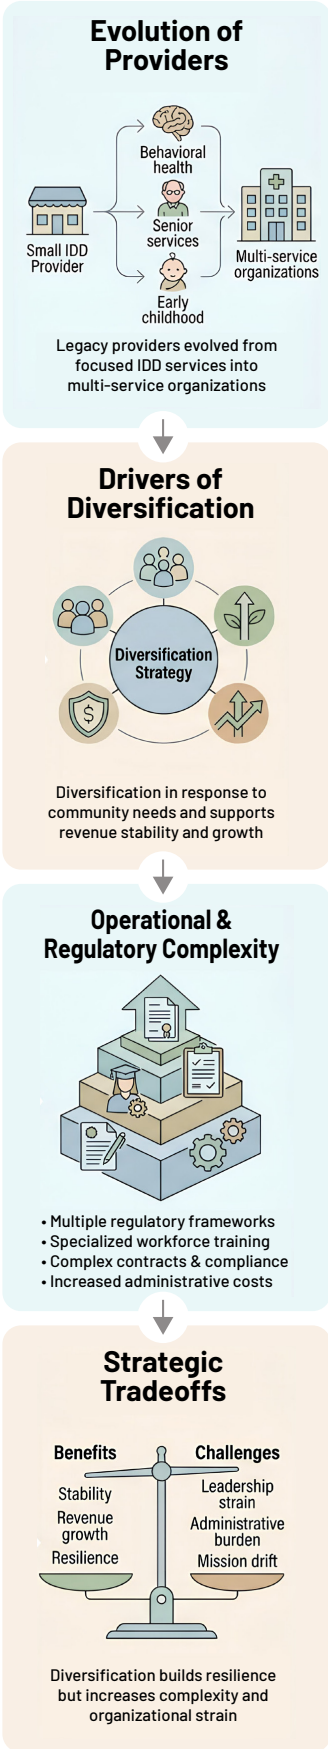 Evolution of
Providers
Behavioral
health
Small IDD
Provider
Senior
services
Multi-service
organizations
Early
childhood
Legacy providers evolved from
focused IDD services into
multi-service organizations
Drivers of
Diversification
Diversification
Strategy
$
Diversification in response to
community needs and supports
revenue stability and growth
Operational &
Regulatory Complexity
• Multiple regulatory frameworks
• Specialized workforce training
• Complex contracts & compliance
• Increased administrative costs
Strategic
Tradeoffs
Benefits
Stability
Revenue
growth
Resilience
Challenges
Leadership
strain
Administrative
burden
Mission drift
Diversification builds resilience
but increases complexity and
organizational strain